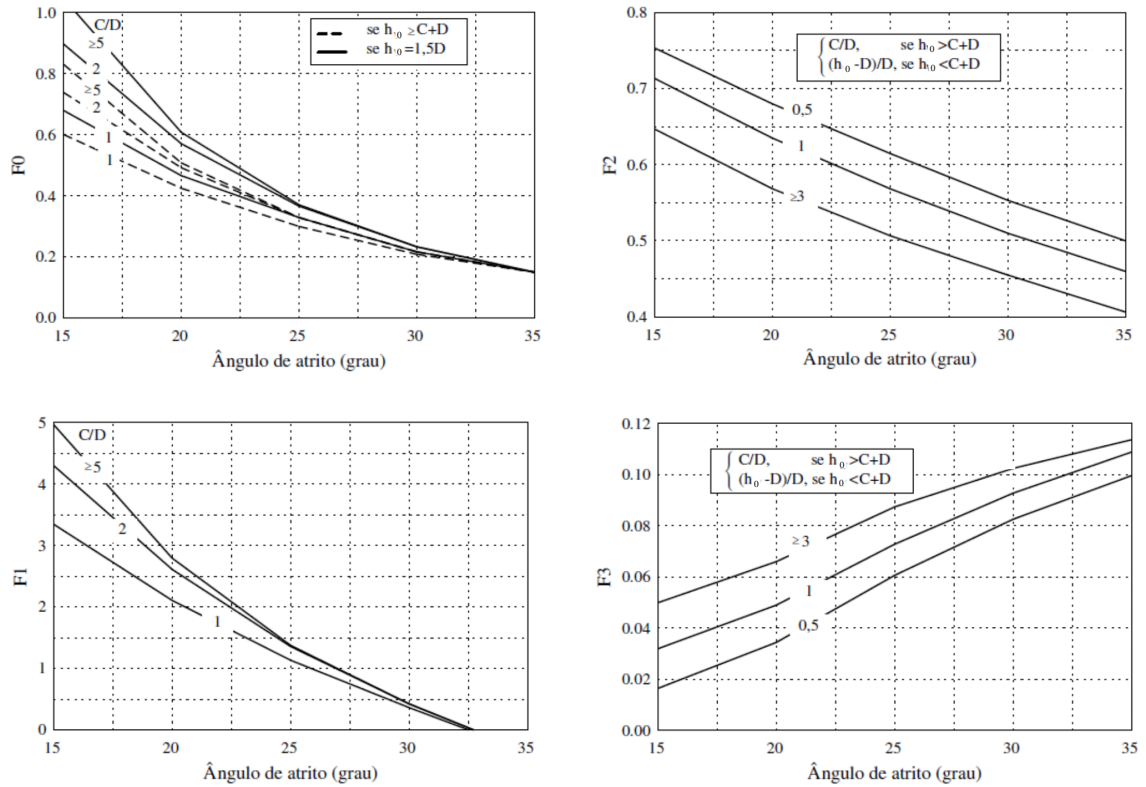 1.0
0.8
0.6
0.4
0.2
0.0
F0
C/D
≥5
2
≥5
2
1
1
se h₀ ≥C+D
se h₀=1,5D
15 20 25 30 35
Ângulo de atrito (grau)
0.8
0.7
0.6
0.5
0.4
F2
C/D, se h₀>C+D
(h₀ -D)/D, se h₀<C+D
0,5
1
≥3
15 20 25 30 35
Ângulo de atrito (grau)
5
4
3
2
1
0
F1
C/D
≥5
2
1
15 20 25 30 35
Ângulo de atrito (grau)
0.12
0.10
0.08
0.06
0.04
0.02
0.00
F3
C/D, se h₀ >C+D
(h₀ -D)/D, se h₀ <C+D
≥3
1
0,5
15 20 25 30 35
Ângulo de atrito (grau)